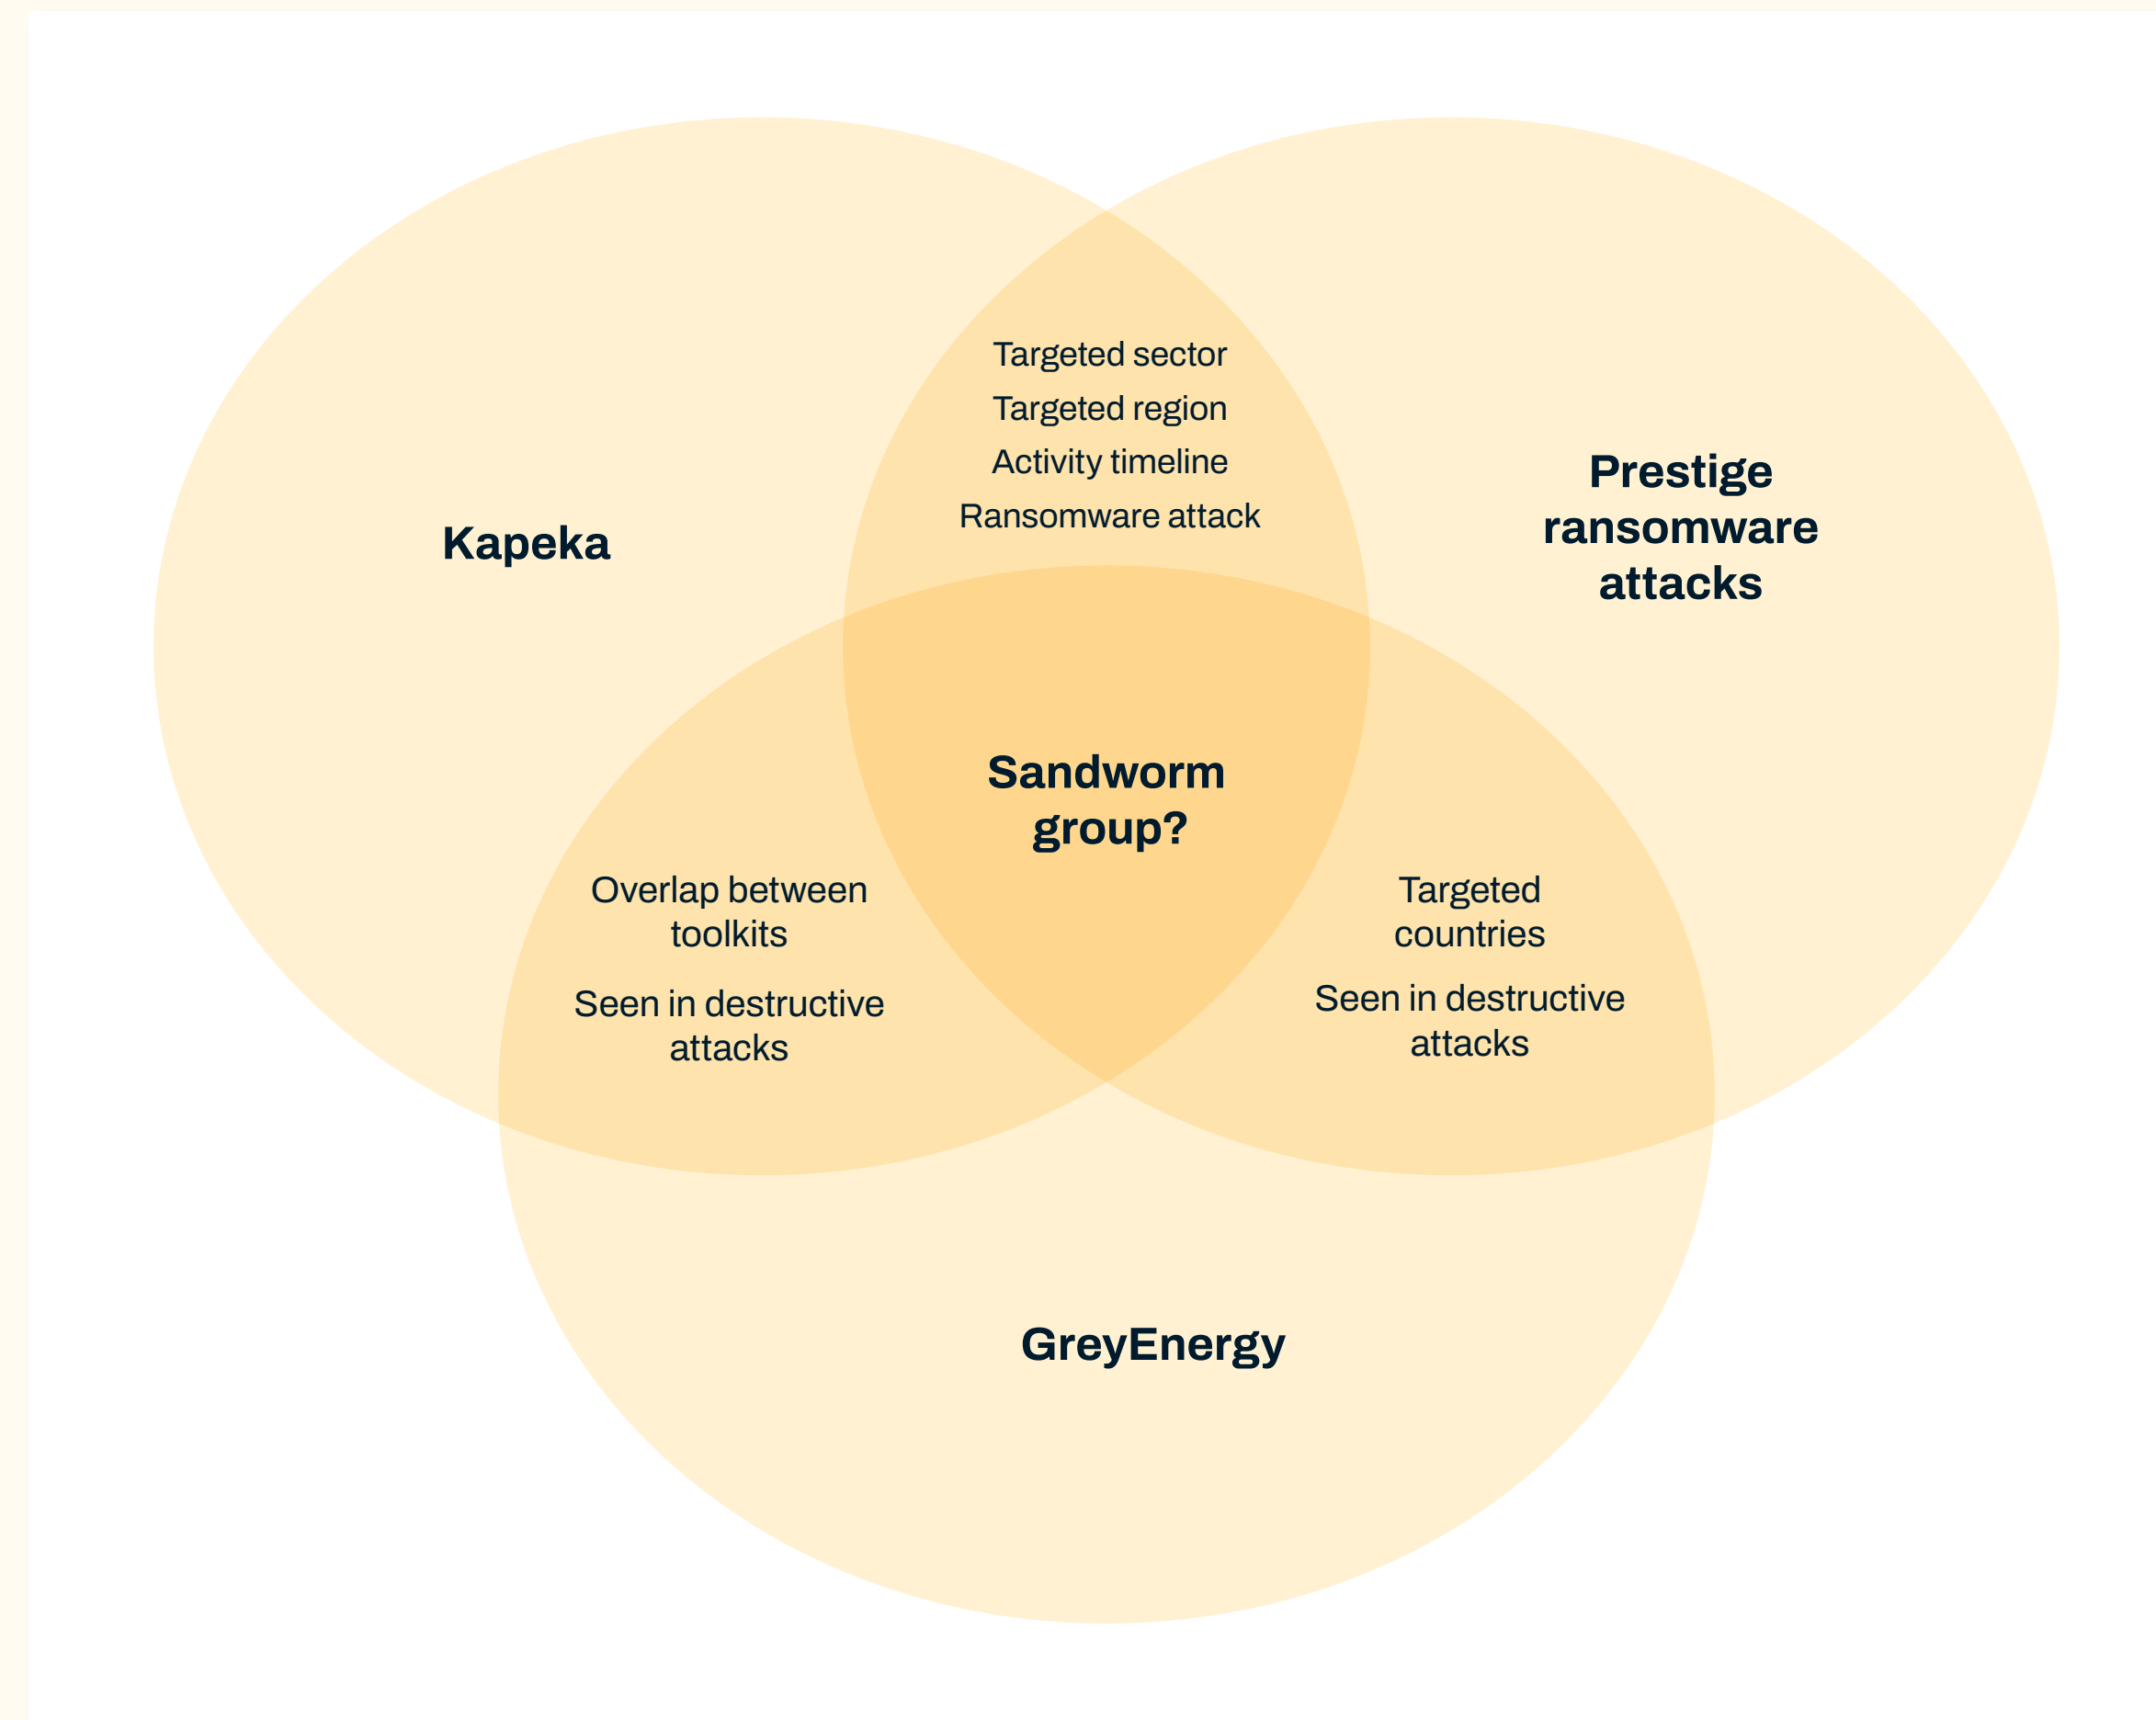 Targeted sector
Targeted region
Activity timeline
Ransomware attack
Kapeka
Prestige
ransomware
attacks
Sandworm
group?
Overlap between
toolkits
Seen in destructive
attacks
Targeted
countries
Seen in destructive
attacks
GreyEnergy